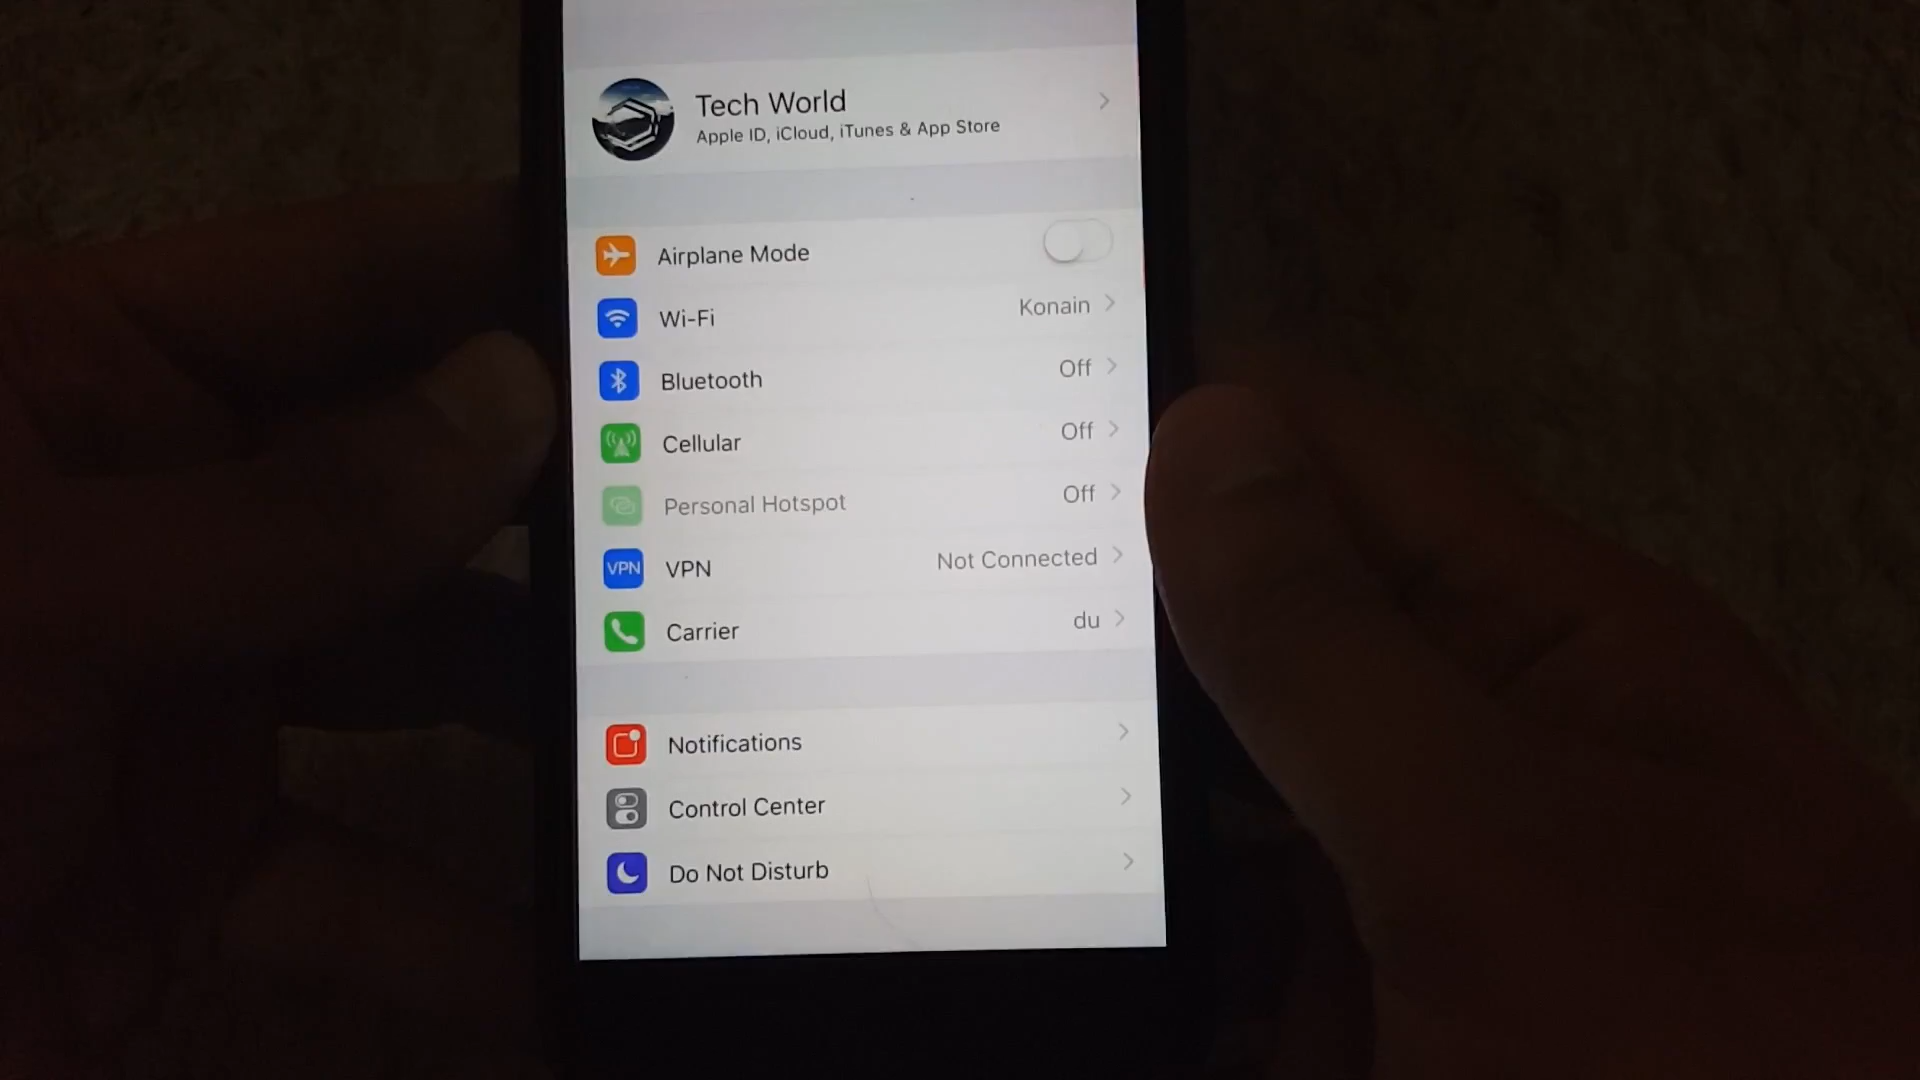 Tech World
Apple ID, iCloud, iTunes & App Store
Airplane Mode
Wi-Fi Konain
Bluetooth Off
Cellular Off
Personal Hotspot Off
VPN VPN Not Connected
Carrier du
Notifications
Control Center
Do Not Disturb